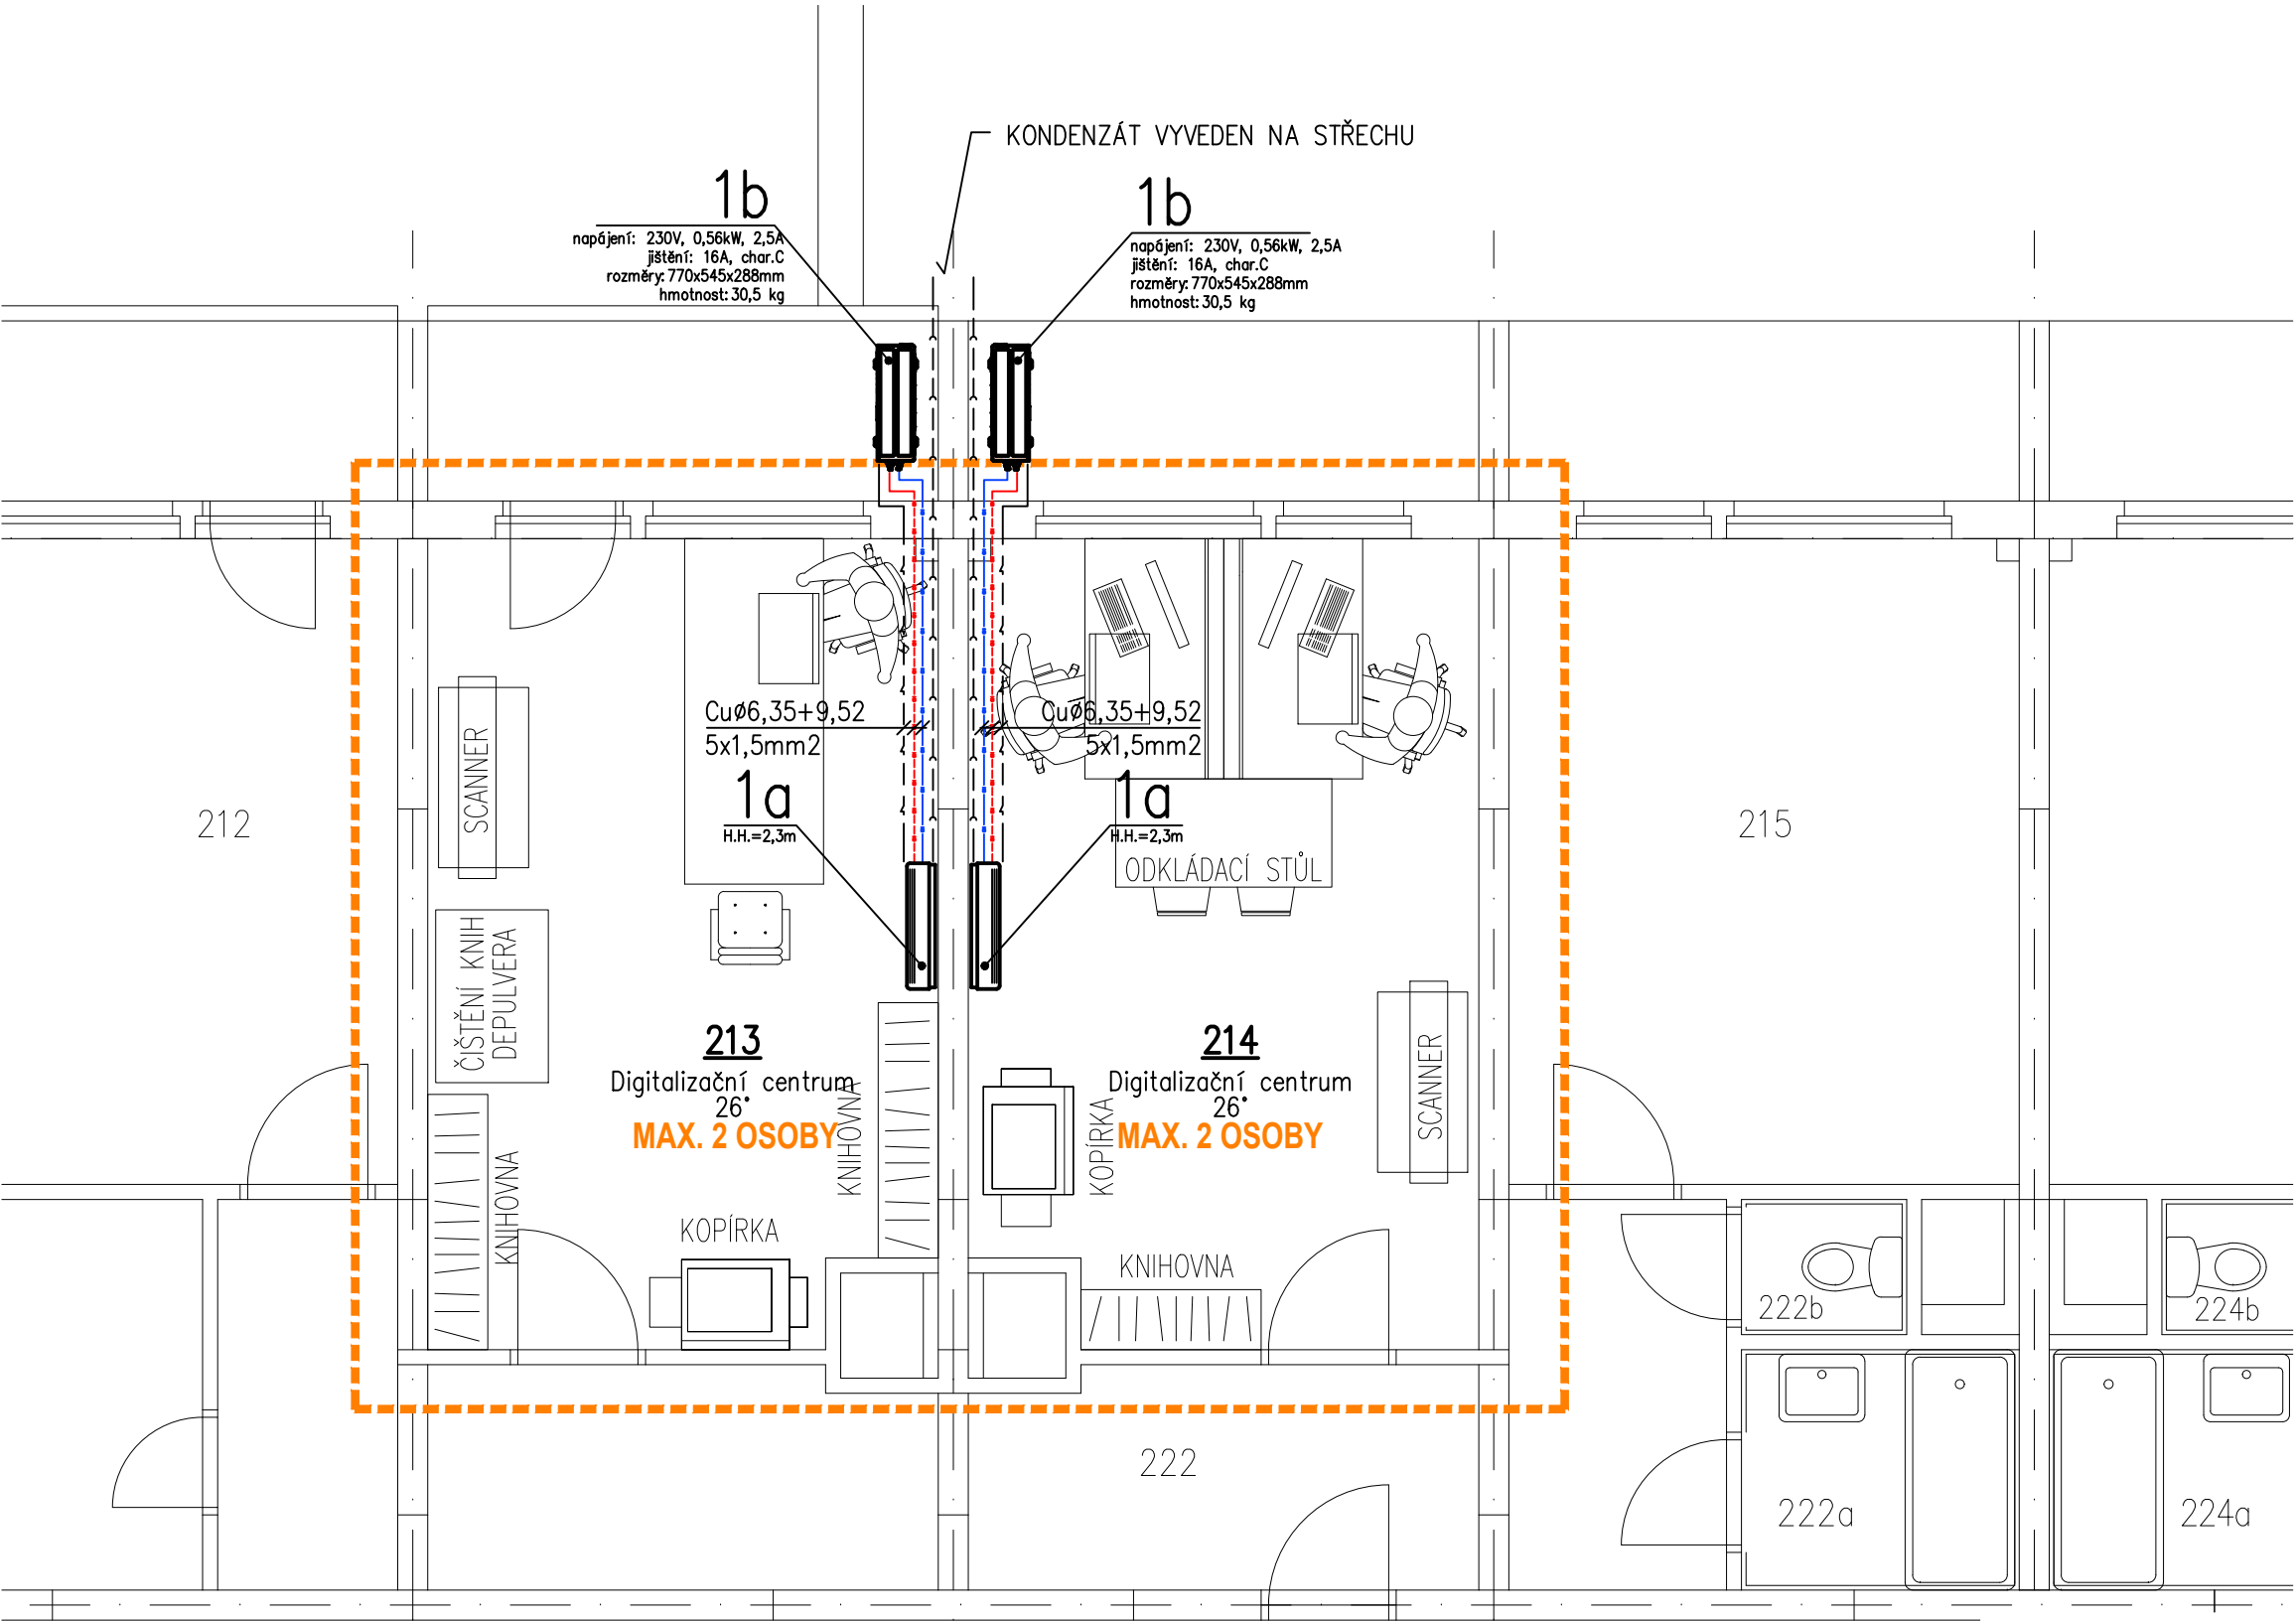 KONDENZÁT VYVEDEN NA STŘECHU
1b
napájení: 230V, 0,56kW, 2,5A
jištění: 16A, char.C
rozměry: 770x545x288mm
hmotnost: 30,5 kg
1b
napájení: 230V, 0,56kW, 2,5A
jištění: 16A, char.C
rozměry: 770x545x288mm
hmotnost: 30,5 kg
Cuø6,35+9,52
5x1,5mm2
Cuø6,35+9,52
5x1,5mm2
1a
H.H.=2,3m
1a
H.H.=2,3m
212
SCANNER
ODKLÁDACÍ STŮL
215
ČIŠTĚNÍ KNIH
DEPULVERA
213
Digitalizační centrum
26°
MAX. 2 OSOBY
KNIHOVNA
214
Digitalizační centrum
26°
MAX. 2 OSOBY
KOPÍRKA
SCANNER
KNIHOVNA
KOPÍRKA
KNIHOVNA
222b
224b
222
222a
224a